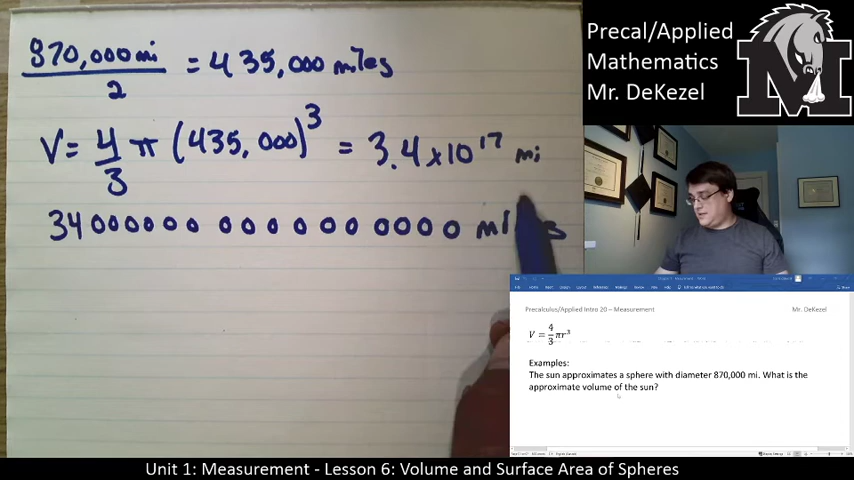 870,000 mi
2
= 435,000 miles
V = 4/3 π (435,000)³ = 3.4 x 10¹⁷ mi
34000000 000000 0000
Precal/Applied
Mathematics
Mr. DeKezel
M
Precalculus/Applied Intro 20 – Measurement
Mr. DeKezel
V = 4/3 πr³
Examples:
The sun approximates a sphere with diameter 870,000 mi. What is the
approximate volume of the sun?
Unit 1: Measurement - Lesson 6: Volume and Surface Area of Spheres